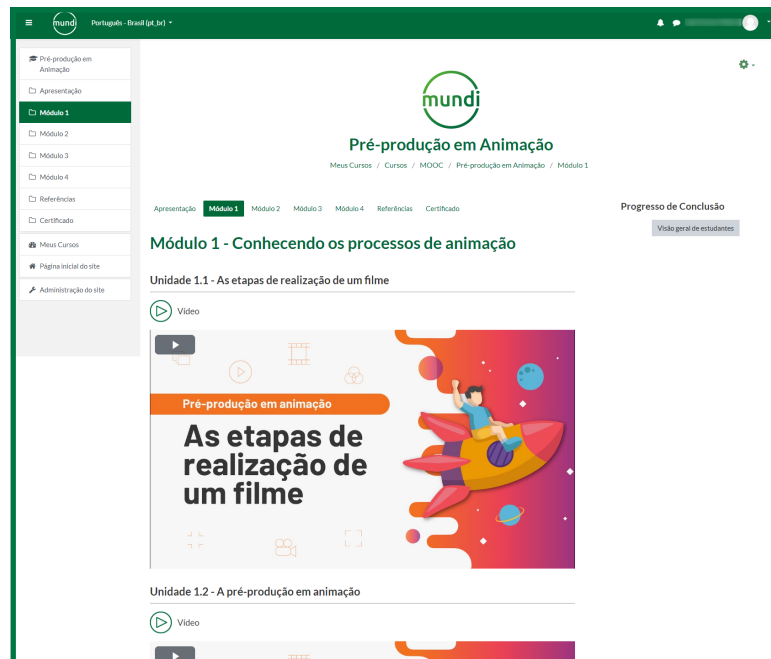 mundi
Português - Brasil (pt_br)
Pré-produção em
Animação
Apresentação
Módulo 1
Módulo 2
Módulo 3
Módulo 4
Referências
Certificado
Meus Cursos
Página inicial do site
Administração do site
mundi
Pré-produção em Animação
Meus Cursos / Cursos / MOOC / Pré-produção em Animação / Módulo 1
Apresentação Módulo 1 Módulo 2 Módulo 3 Módulo 4 Referências Certificado
Progresso de Conclusão
Visão geral de estudantes
Módulo 1 - Conhecendo os processos de animação
Unidade 1.1 - As etapas de realização de um filme
Vídeo
Pré-produção em animação
As etapas de
realização de
um filme
Unidade 1.2 - A pré-produção em animação
Vídeo